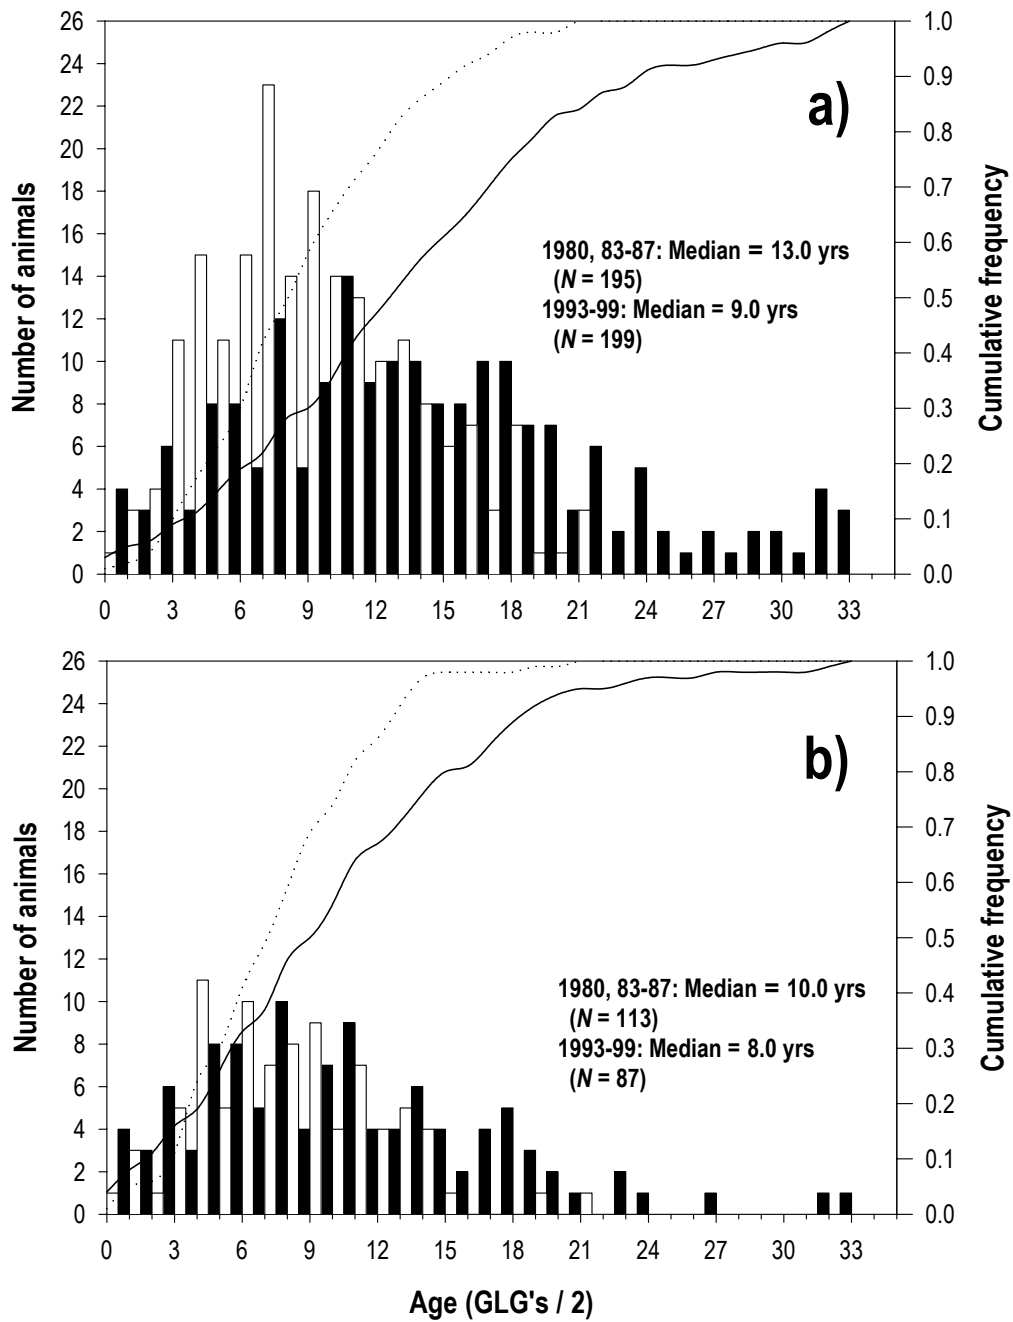 26
24
22
20
18
16
14
12
10
8
6
4
2
0
Number of animals
1.0
0.9
0.8
0.7
0.6
0.5
0.4
0.3
0.2
0.1
0.0
Cumulative frequency
a)
1980, 83-87: Median = 13.0 yrs
(N = 195)
1993-99: Median = 9.0 yrs
(N = 199)
0 3 6 9 12 15 18 21 24 27 30 33
26
24
22
20
18
16
14
12
10
8
6
4
2
0
Number of animals
1.0
0.9
0.8
0.7
0.6
0.5
0.4
0.3
0.2
0.1
0.0
Cumulative frequency
b)
1980, 83-87: Median = 10.0 yrs
(N = 113)
1993-99: Median = 8.0 yrs
(N = 87)
0 3 6 9 12 15 18 21 24 27 30 33
Age (GLG's / 2)